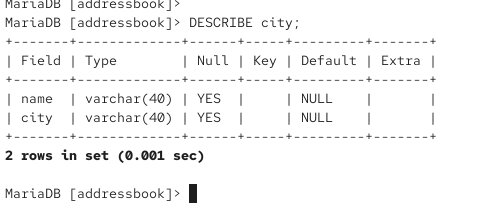 MariaDB [addressbook]>
MariaDB [addressbook]> DESCRIBE city;
+-------+-------------+------+-----+---------+-------+
| Field | Type        | Null | Key | Default | Extra |
+-------+-------------+------+-----+---------+-------+
| name  | varchar(40) | YES  |     | NULL    |       |
| city  | varchar(40) | YES  |     | NULL    |       |
+-------+-------------+------+-----+---------+-------+
2 rows in set (0.001 sec)
MariaDB [addressbook]>